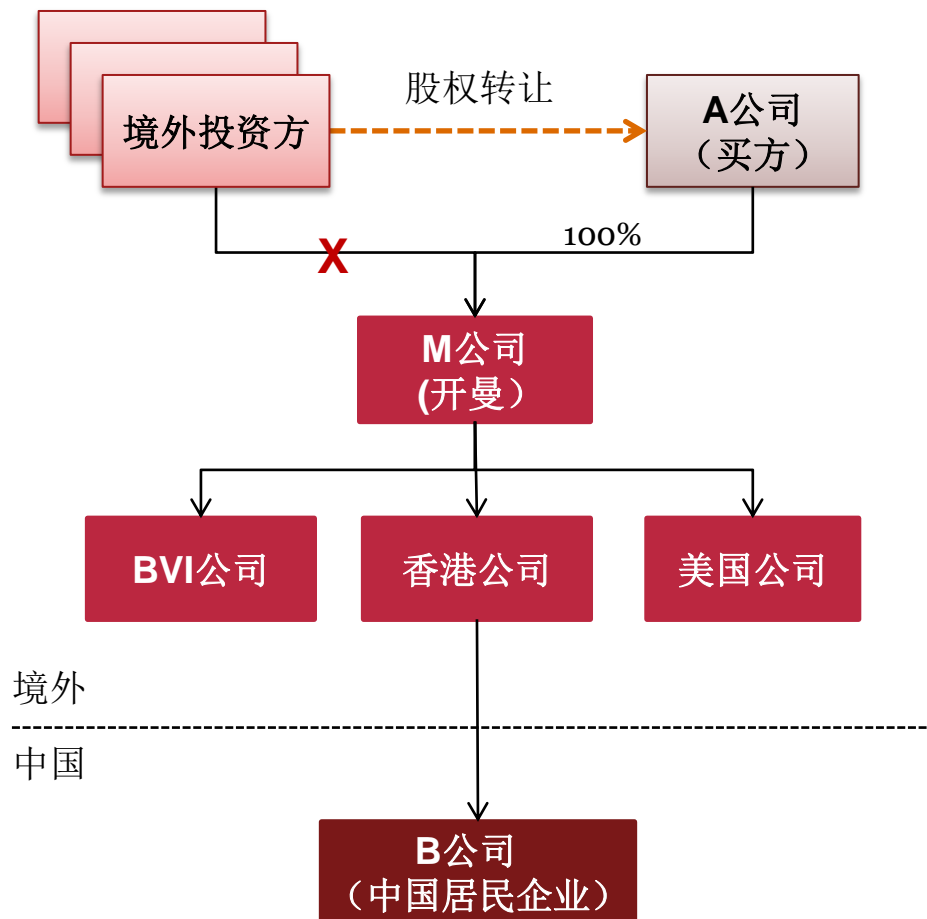 股权转让
境外投资方
A公司
（买方）
X
100%
M公司
(开曼）
BVI公司
香港公司
美国公司
境外
中国
B公司
（中国居民企业）